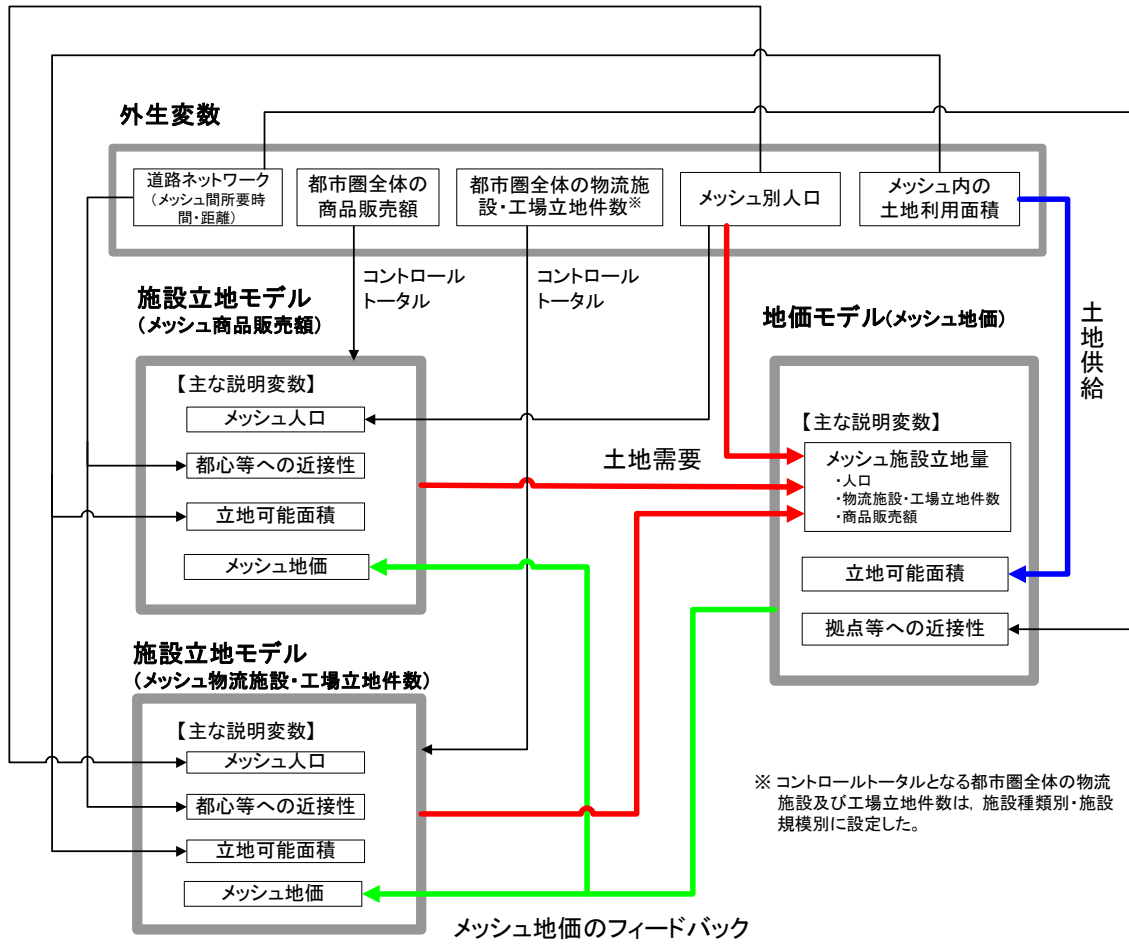 外生変数
道路ネットワーク
（メッシュ間所要時
間・距離）
都市圏全体の
商品販売額
都市圏全体の物流施
設・工場立地件数※
メッシュ別人口
メッシュ内の
土地利用面積
コントロール
トータル
コントロール
トータル
施設立地モデル
（メッシュ商品販売額）
【主な説明変数】
メッシュ人口
都心等への近接性
立地可能面積
メッシュ地価
土地需要
地価モデル(メッシュ地価)
土地供給
【主な説明変数】
メッシュ施設立地量
・人口
・物流施設・工場立地件数
・商品販売額
立地可能面積
拠点等への近接性
施設立地モデル
（メッシュ物流施設・工場立地件数）
【主な説明変数】
メッシュ人口
都心等への近接性
立地可能面積
メッシュ地価
メッシュ地価のフィードバック
※ コントロールトータルとなる都市圏全体の物流
施設及び工場立地件数は，施設種類別・施設
規模別に設定した。